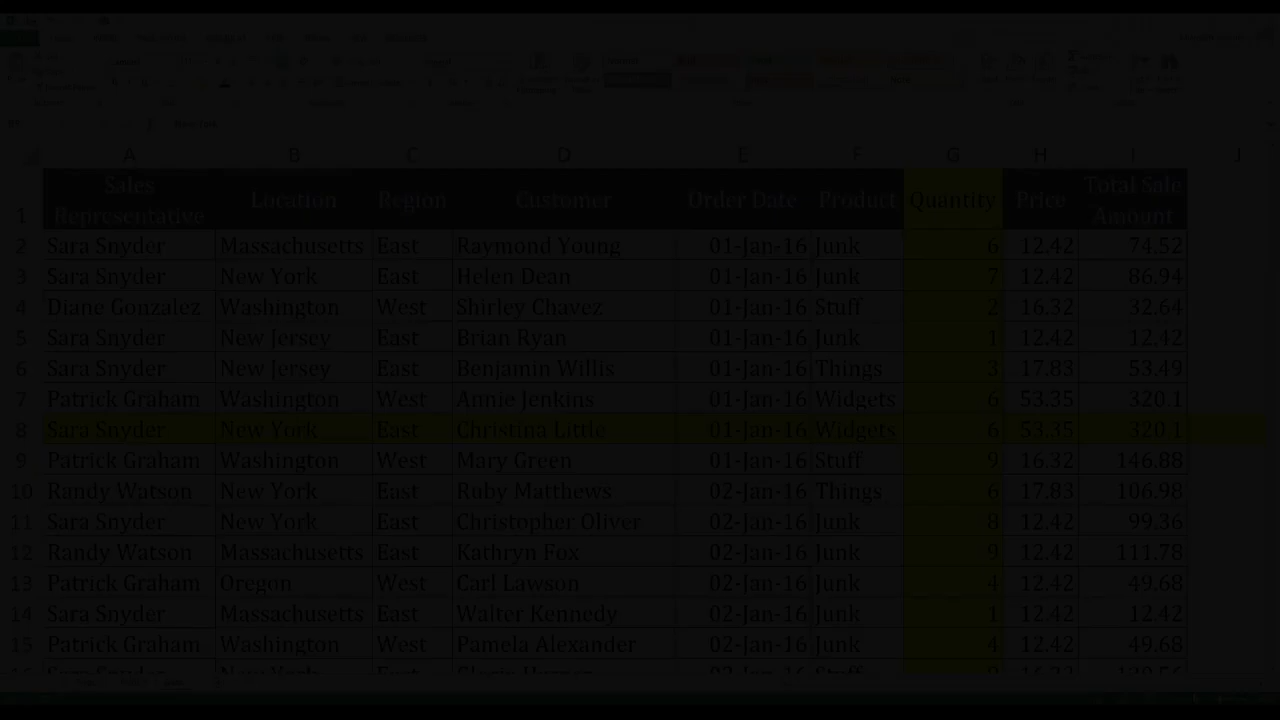 New York
A B C D E F G H I J
1 Sales Representative Location Region Customer Order Date Product Quantity Price Total Sale Amount
2 Sara Snyder Massachusetts East Raymond Young 01-Jan-16 Junk 6 12.42 74.52
3 Sara Snyder New York East Helen Dean 01-Jan-16 Junk 7 12.42 86.94
4 Diane Gonzalez Washington West Shirley Chavez 01-Jan-16 Stuff 2 16.32 32.64
5 Sara Snyder New Jersey East Brian Ryan 01-Jan-16 Junk 1 12.42 12.42
6 Sara Snyder New Jersey East Benjamin Willis 01-Jan-16 Things 3 17.83 53.49
7 Patrick Graham Washington West Annie Jenkins 01-Jan-16 Widgets 6 53.35 320.1
8 Sara Snyder New York East Christina Little 01-Jan-16 Widgets 6 53.35 320.1
9 Patrick Graham Washington West Mary Green 01-Jan-16 Stuff 9 16.32 146.88
10 Randy Watson New York East Ruby Matthews 02-Jan-16 Things 6 17.83 106.98
11 Sara Snyder New York East Christopher Oliver 02-Jan-16 Junk 8 12.42 99.36
12 Randy Watson Massachusetts East Kathryn Fox 02-Jan-16 Junk 9 12.42 111.78
13 Patrick Graham Oregon West Carl Lawson 02-Jan-16 Junk 4 12.42 49.68
14 Sara Snyder Massachusetts East Walter Kennedy 02-Jan-16 Junk 1 12.42 12.42
15 Patrick Graham Washington West Pamela Alexander 02-Jan-16 Junk 4 12.42 49.68